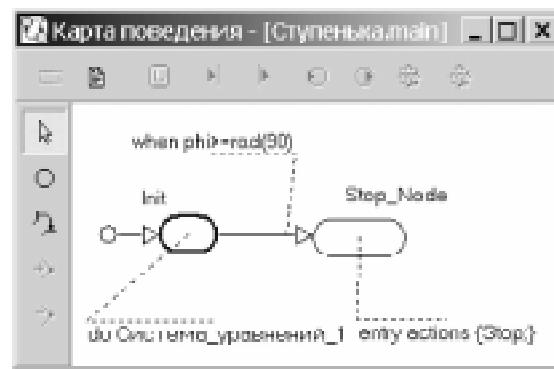 Карта поведения - [Ступенька.main]
when phi>=rad(90)
Init
Stop_Node
do Система_уравнений_1
entry actions {Stop;}